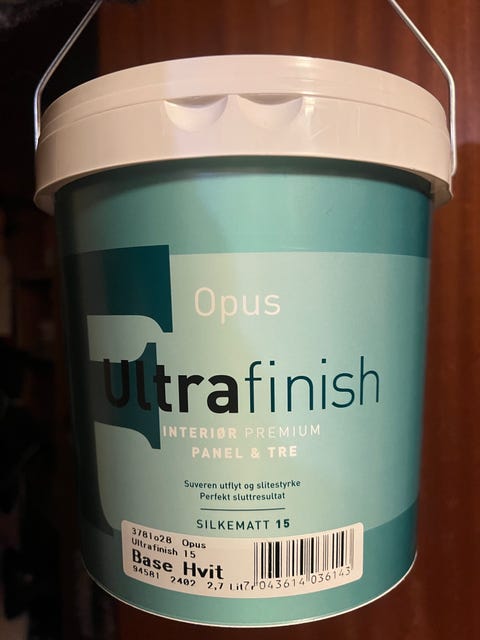 Opus
Ultrafinish
INTERIØR PREMIUM
PANEL & TRE
Suveren utflyt og slitestyrke
Perfekt sluttresultat
SILKEMATT 15
3781028 Opus
Ultrafinish 15
Base Hvit
94581 2402 2,7 Lit
7 043614 036143